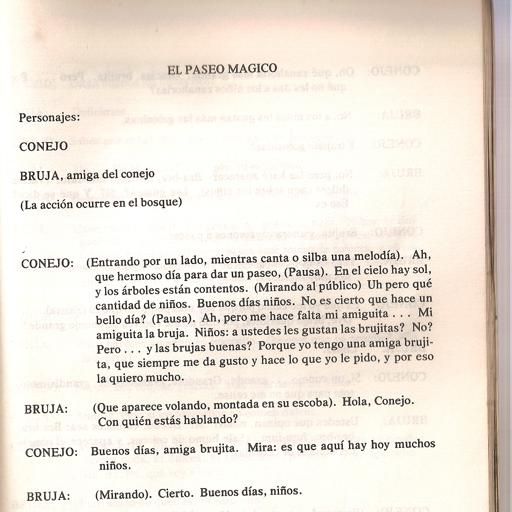 EL PASEO MAGICO
Personajes:
CONEJO
BRUJA, amiga del conejo
(La acción ocurre en el bosque)
CONEJO: (Entrando por un lado, mientras canta o silba una melodía). Ah,
que hermoso día para dar un paseo, (Pausa). En el cielo hay sol,
y los árboles están contentos. (Mirando al público) Uh pero qué
cantidad de niños. Buenos días niños. No es cierto que hace un
bello día? (Pausa). Ah, pero me hace falta mi amiguita . . . Mi
amiguita la bruja. Niños: a ustedes les gustan las brujitas? No?
Pero . . . y las brujas buenas? Porque yo tengo una amiga bruji-
ta, que siempre me da gusto y hace lo que yo le pido, y por eso
la quiero mucho.
BRUJA: (Que aparece volando, montada en su escoba). Hola, Conejo.
Con quién estás hablando?
CONEJO: Buenos días, amiga brujita. Mira: es que aquí hay hoy muchos
niños.
BRUJA: (Mirando). Cierto. Buenos días, niños.